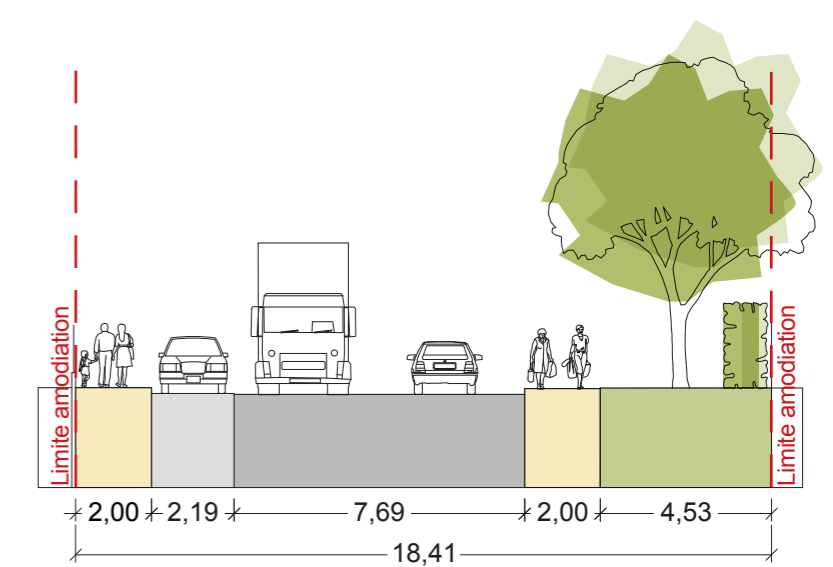 Limite amodiation
Limite amodiation
2,00 2,19 7,69 2,00 4,53
18,41